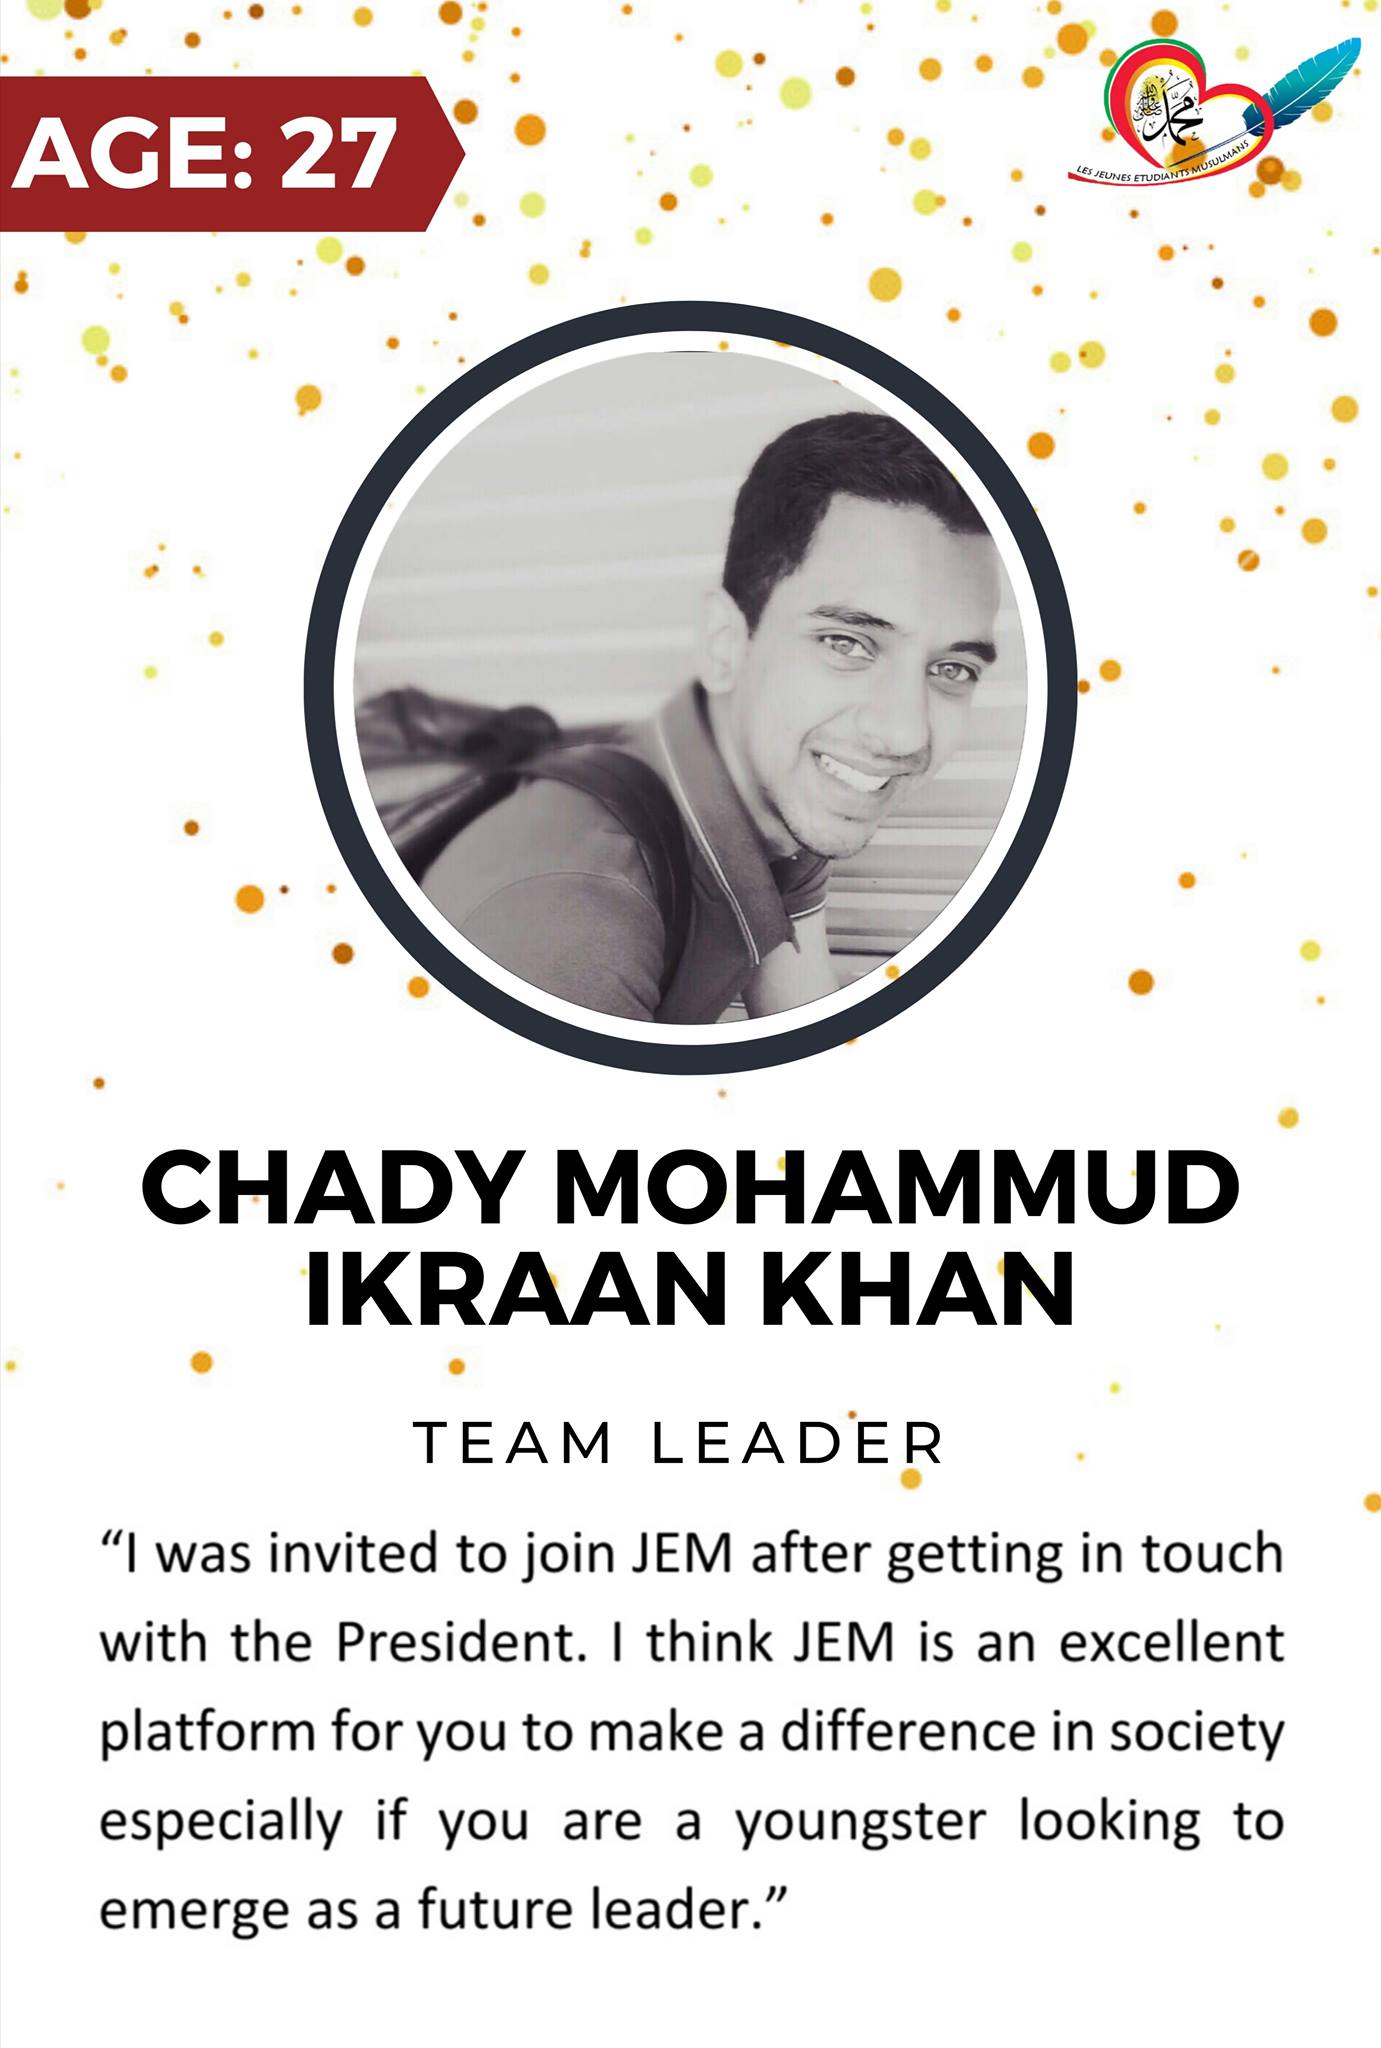 AGE: 27
محمد
LES JEUNES ETUDIANTS MUSULMANS
CHADY MOHAMMUD
IKRAAN KHAN
TEAM LEADER
“I was invited to join JEM after getting in touch
with the President. I think JEM is an excellent
platform for you to make a difference in society
especially if you are a youngster looking to
emerge as a future leader.”